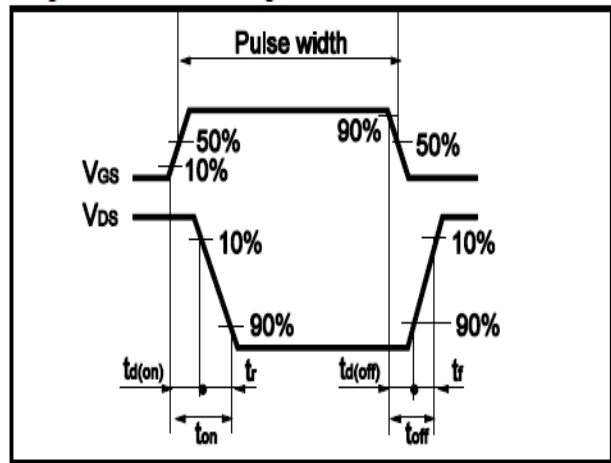 Pulse width
90%
50% 50%
10%
VGS
VDS
10% 10%
90% 90%
td(on) tr td(off) tf
ton toff